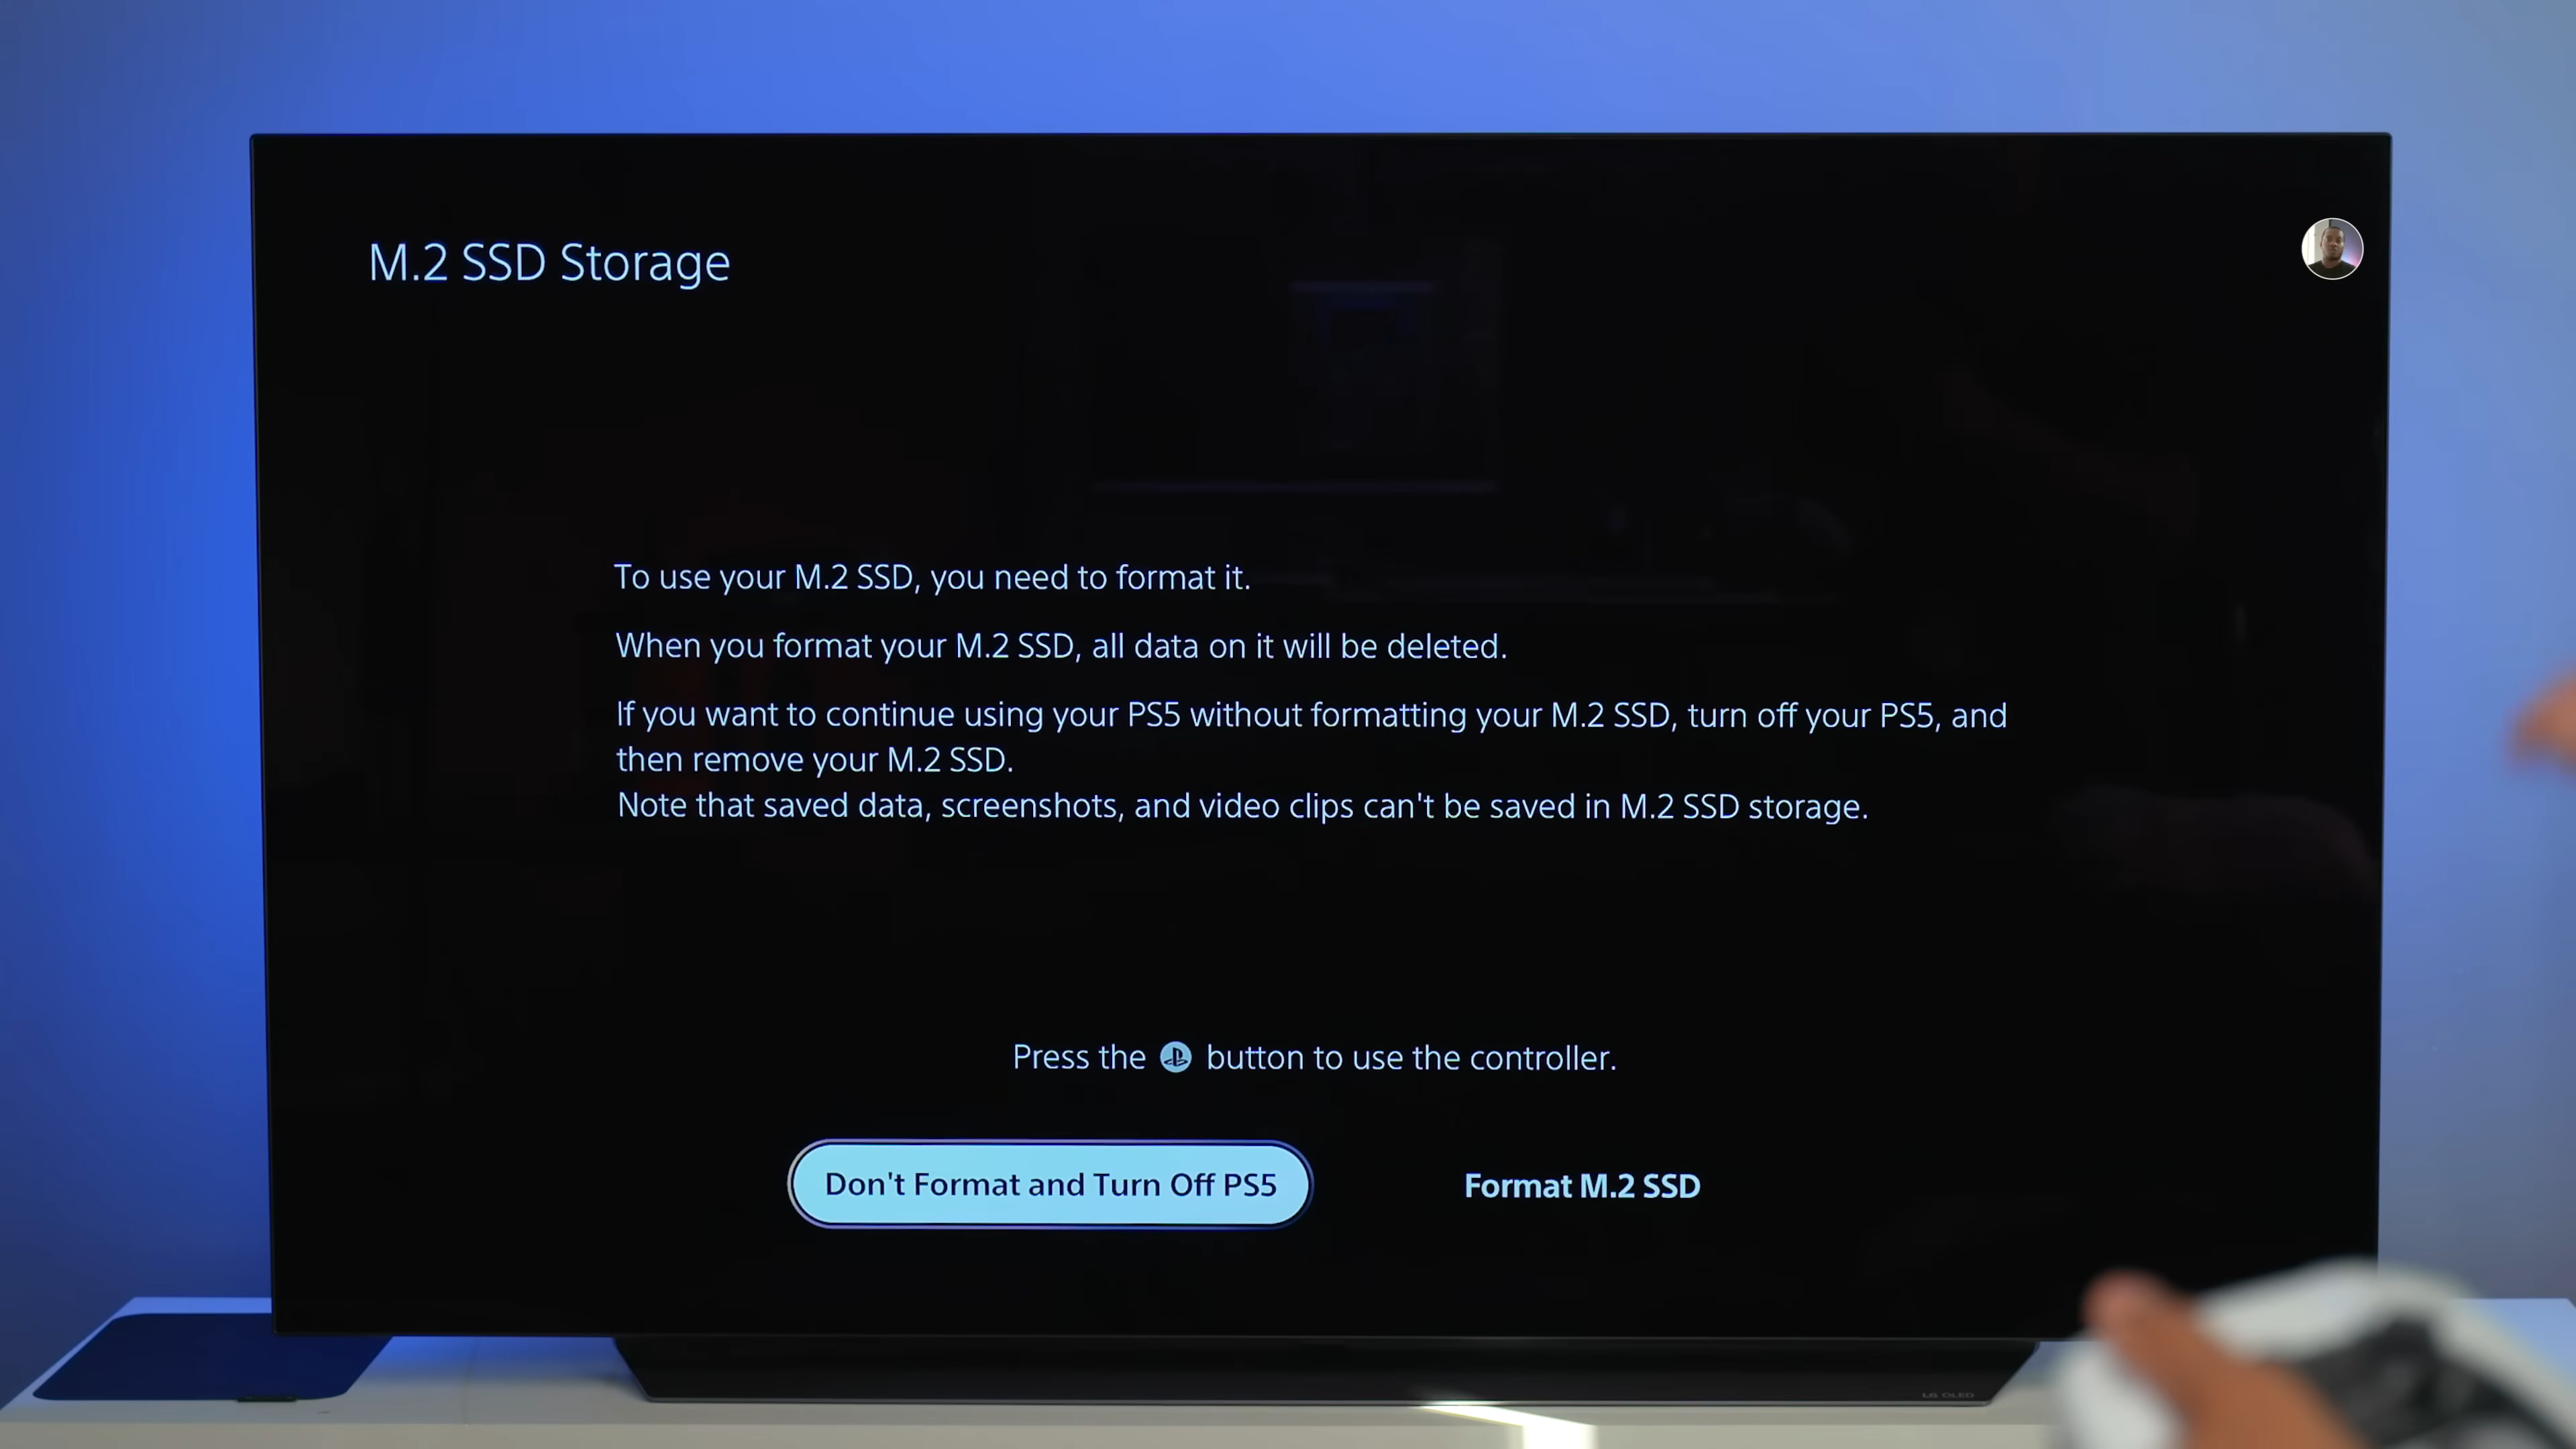 M.2 SSD Storage
To use your M.2 SSD, you need to format it.
When you format your M.2 SSD, all data on it will be deleted.
If you want to continue using your PS5 without formatting your M.2 SSD, turn off your PS5, and
then remove your M.2 SSD.
Note that saved data, screenshots, and video clips can't be saved in M.2 SSD storage.
Press the button to use the controller.
Don't Format and Turn Off PS5
Format M.2 SSD
LG OLED